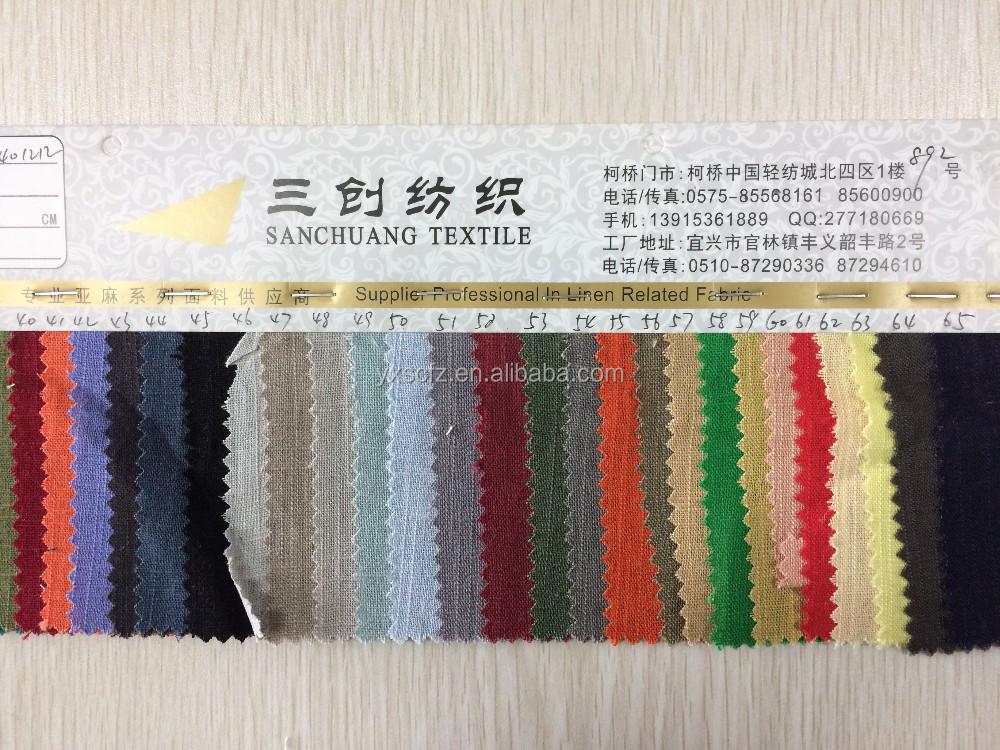 401212
CM
三创纺织
SANCHUANG TEXTILE
柯桥门市:柯桥中国轻纺城北四区1楼892号
电话/传真:0575-85568161 85600900
手机:13915361889 QQ:277180669
工厂地址:宜兴市官林镇丰义韶丰路2号
电话/传真:0510-87290336 87294610
专业亚麻系列面料供应商 Supplier Professional In Linen Related Fabric
40 41 42 43 44 45 46 47 48 49 50 51 52 53 54 55 56 57 58 59 60 61 62 63 64 65
yxscfz.en.alibaba.com